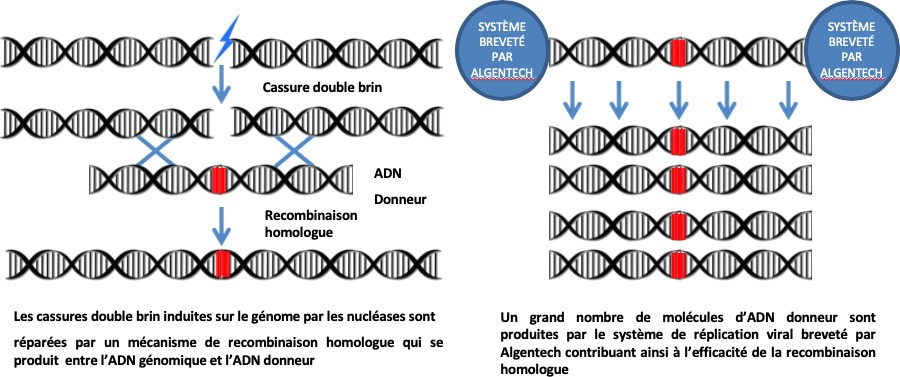 Cassure double brin
ADN
Donneur
Recombinaison
homologue
Les cassures double brin induites sur le génome par les nucléases sont
réparées par un mécanisme de recombinaison homologue qui se
produit entre l’ADN génomique et l’ADN donneur
SYSTÈME
BREVETÉ
PAR
ALGENTECH
SYSTÈME
BREVETÉ
PAR
ALGENTECH
Un grand nombre de molécules d’ADN donneur sont
produites par le système de réplication viral breveté par
Algentech contribuant ainsi à l’efficacité de la recombinaison
homologue